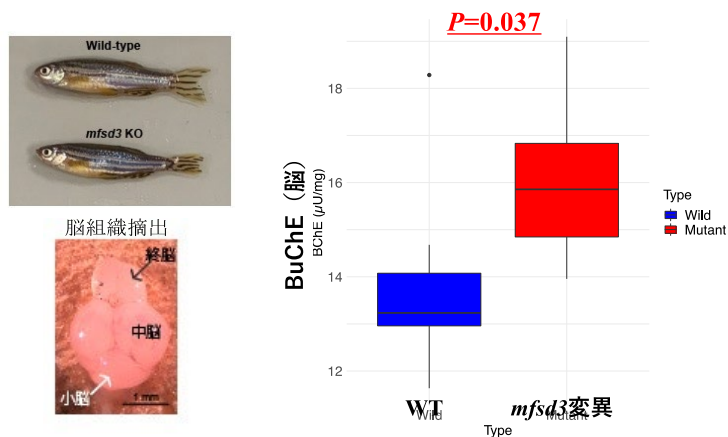 Wild-type
mfsd3 KO
脳組織摘出
終脳
中脳
小脳
1 mm
P=0.037
BuChE（脳）
BChE (μU/mg)
18
16
14
12
WT
Wild
mfsd3変異
Mutant
Type
Type
Wild
Mutant